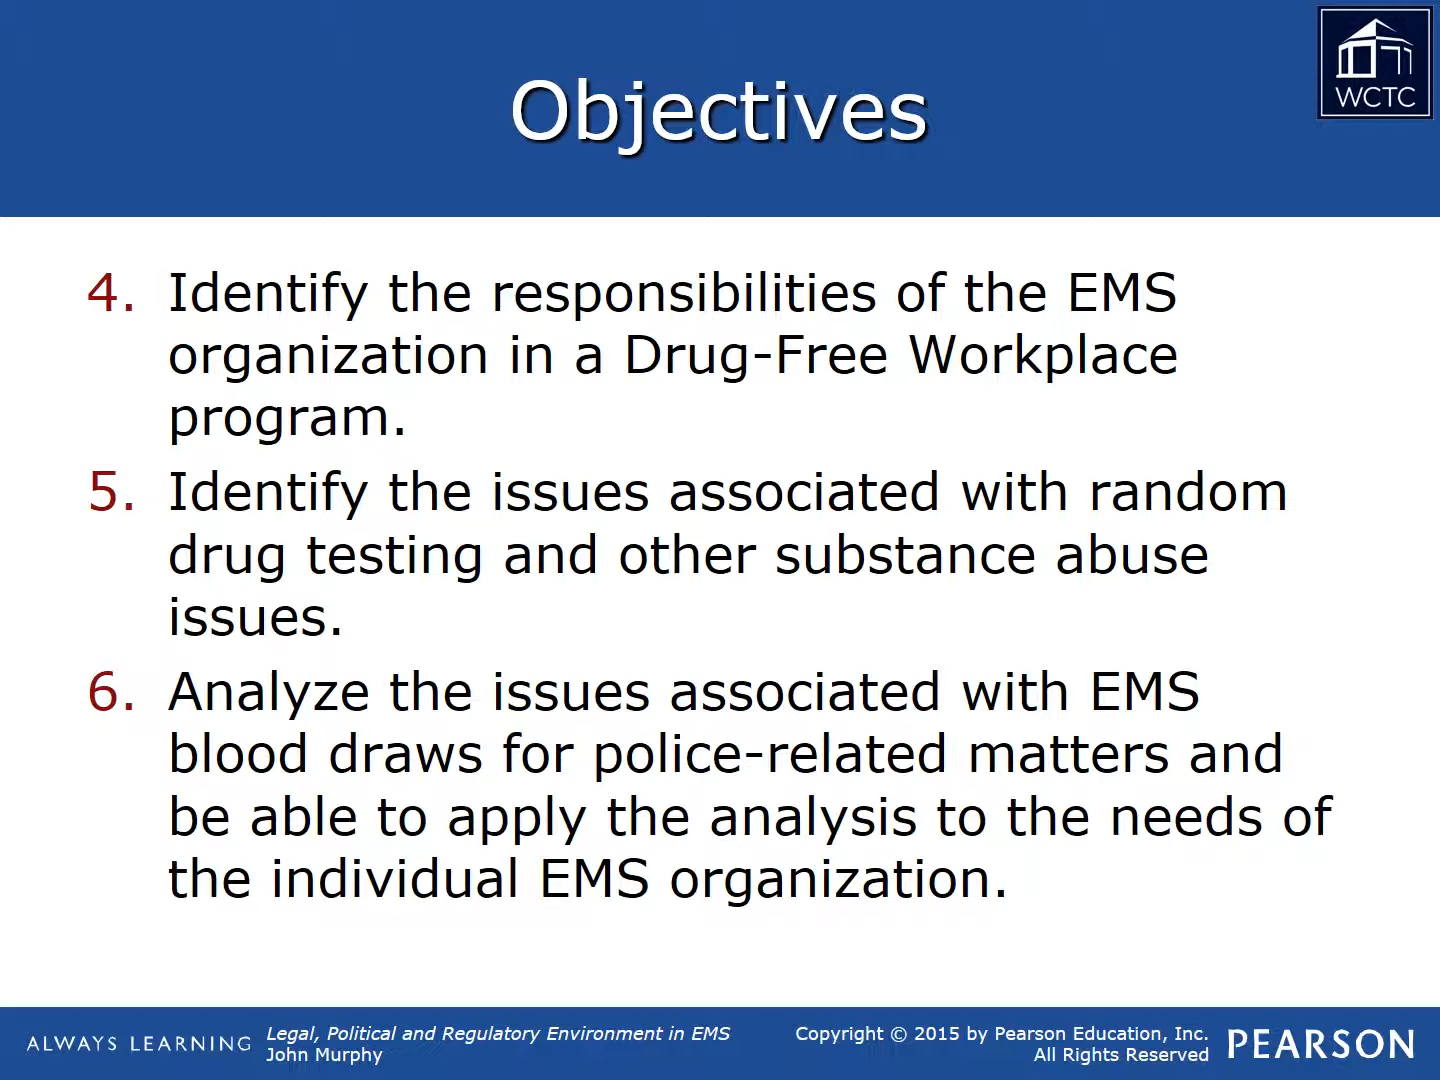 WCTC
Objectives
4. Identify the responsibilities of the EMS
organization in a Drug-Free Workplace
program.
5. Identify the issues associated with random
drug testing and other substance abuse
issues.
6. Analyze the issues associated with EMS
blood draws for police-related matters and
be able to apply the analysis to the needs of
the individual EMS organization.
ALWAYS LEARNING
Legal, Political and Regulatory Environment in EMS
John Murphy
Copyright © 2015 by Pearson Education, Inc.
All Rights Reserved
PEARSON